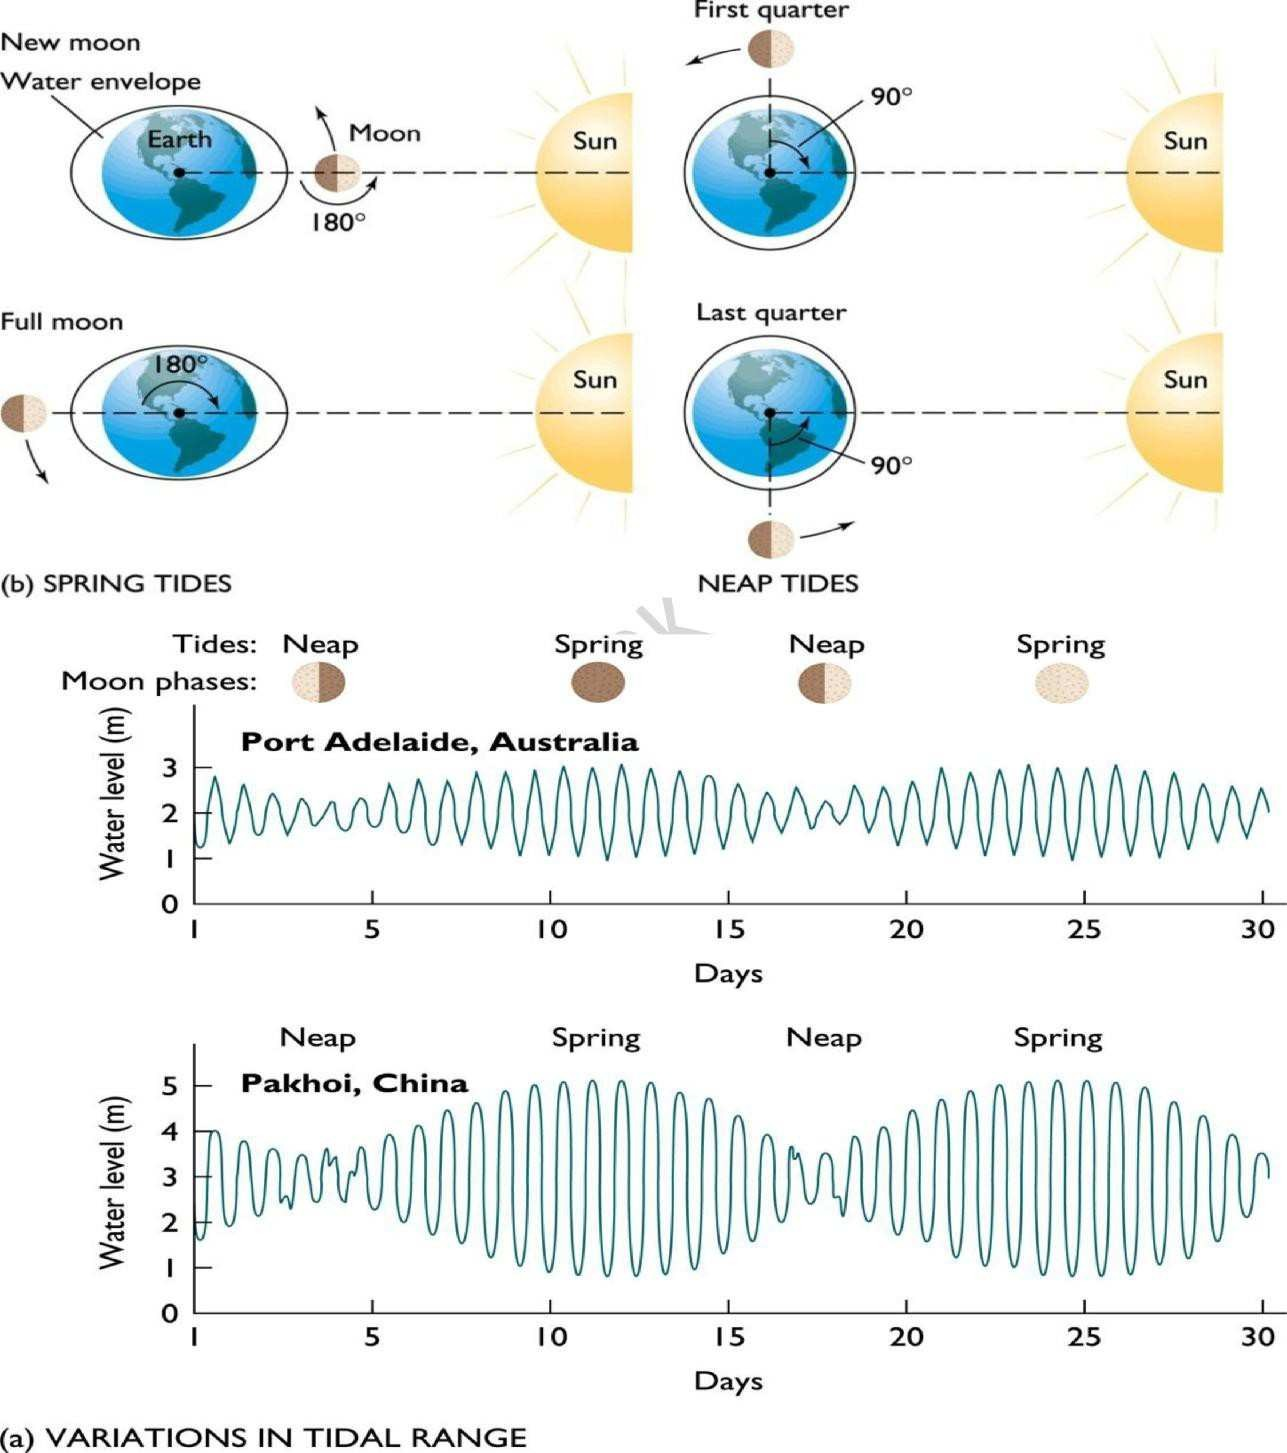 New moon
Water envelope
Earth
Moon
180°
Sun
First quarter
90°
Sun
Full moon
180°
Sun
Last quarter
90°
Sun
(b) SPRING TIDES
NEAP TIDES
Tides: Neap Spring Neap Spring
Moon phases:
Port Adelaide, Australia
Water level (m)
3
2
1
0
1 5 10 15 20 25 30
Days
Neap Spring Neap Spring
Pakhoi, China
Water level (m)
5
4
3
2
1
0
1 5 10 15 20 25 30
Days
(a) VARIATIONS IN TIDAL RANGE